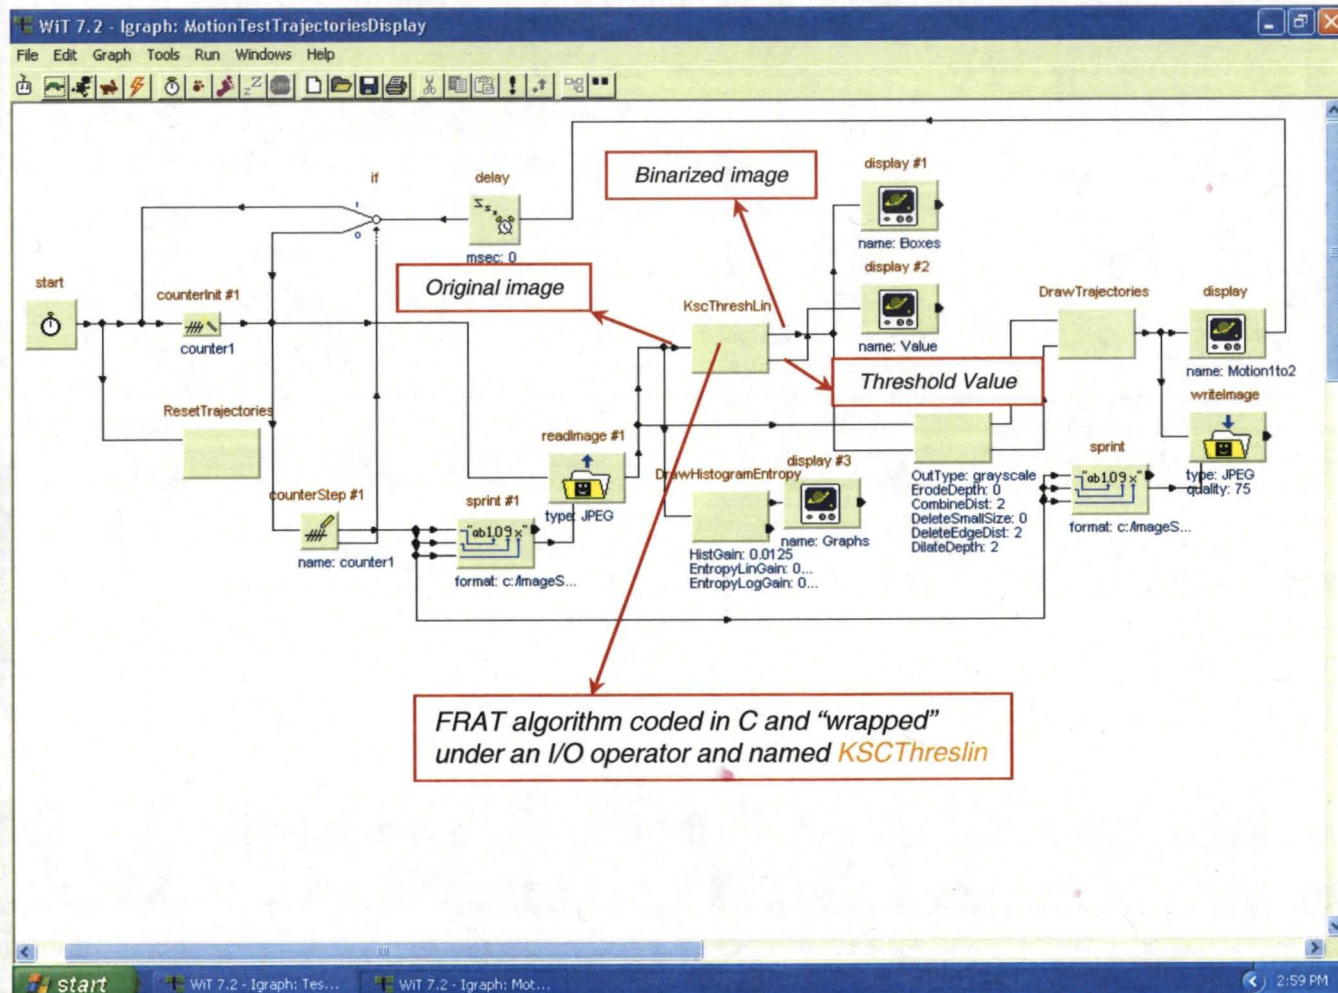 WiT 7.2 - Igraph: MotionTestTrajectoriesDisplay
File Edit Graph Tools Run Windows Help
if
1
0
delay
msec: 0
Binarized image
display #1
name: Boxes
start
counterInit #1
counter1
Original image
KscThreshLin
display #2
name: Value
DrawTrajectories
display
name: Motion1to2
Threshold Value
ResetTrajectories
readImage #1
type: JPEG
writeImage
type: JPEG
quality: 75
counterStep #1
name: counter1
sprint #1
"ab109x"
format: c:/ImageS...
DrawHistogramEntropy
HistGain: 0.0125
EntropyLinGain: 0...
EntropyLogGain: 0...
display #3
name: Graphs
OutType: grayscale
ErodeDepth: 0
CombineDist: 2
DeleteSmallSize: 0
DeleteEdgeDist: 2
DilateDepth: 2
sprint
"ab109x"
format: c:/ImageS...
FRAT algorithm coded in C and “wrapped”
under an I/O operator and named KSCThreslin
start
WiT 7.2 - Igraph: Tes...
WiT 7.2 - Igraph: Mot...
2:59 PM